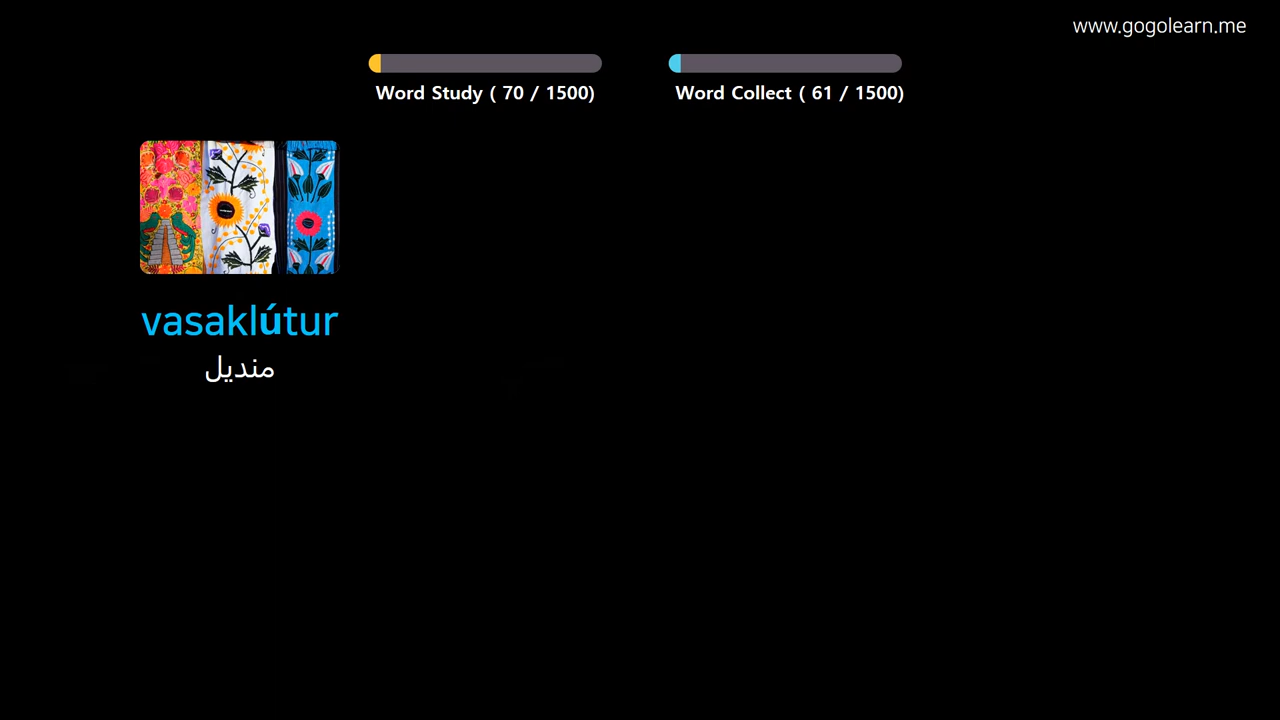 www.gogolearn.me
Word Study ( 70 / 1500)
Word Collect ( 61 / 1500)
vasaklútur
منديل